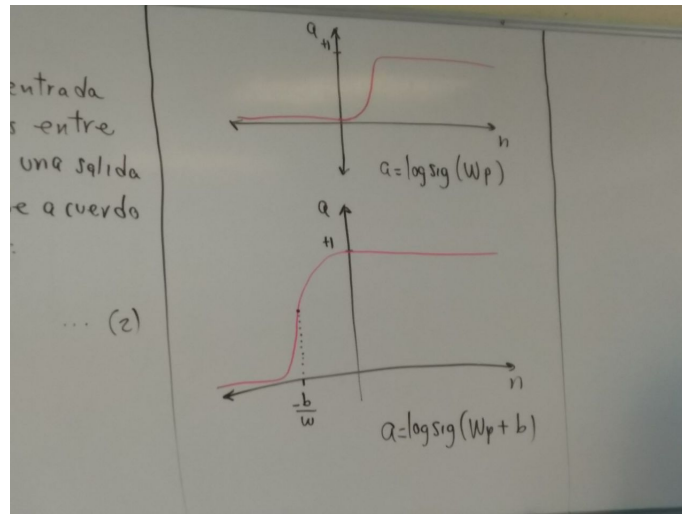 entrada
s entre
una salida
e acuerdo
... (2)
a
+1
n
a=logsig(Wp)
a
+1
n
-b
w
a=logsig(Wp+b)